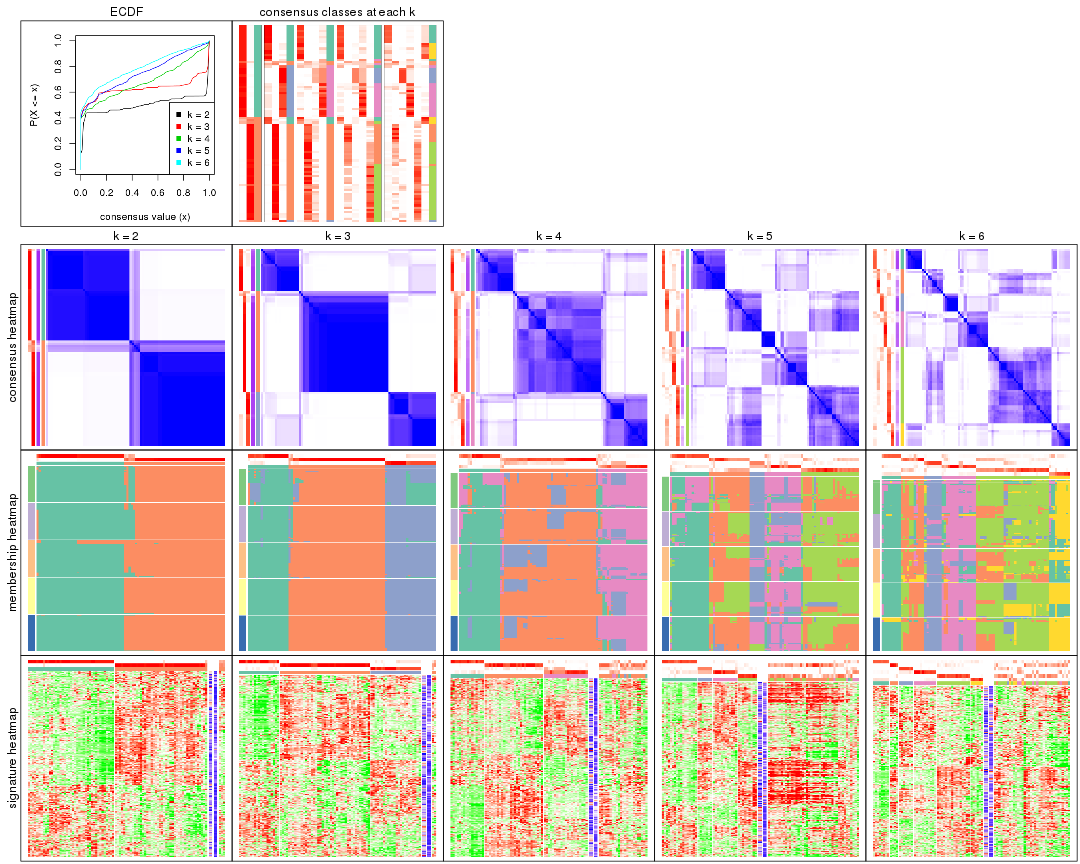 ECDF
consensus classes at each k
P(X <= x)
1.0
0.8
0.6
0.4
0.2
0.0
k = 2
k = 3
k = 4
k = 5
k = 6
0.0 0.2 0.4 0.6 0.8 1.0
consensus value (x)
k = 2
k = 3
k = 4
k = 5
k = 6
consensus heatmap
membership heatmap
signature heatmap